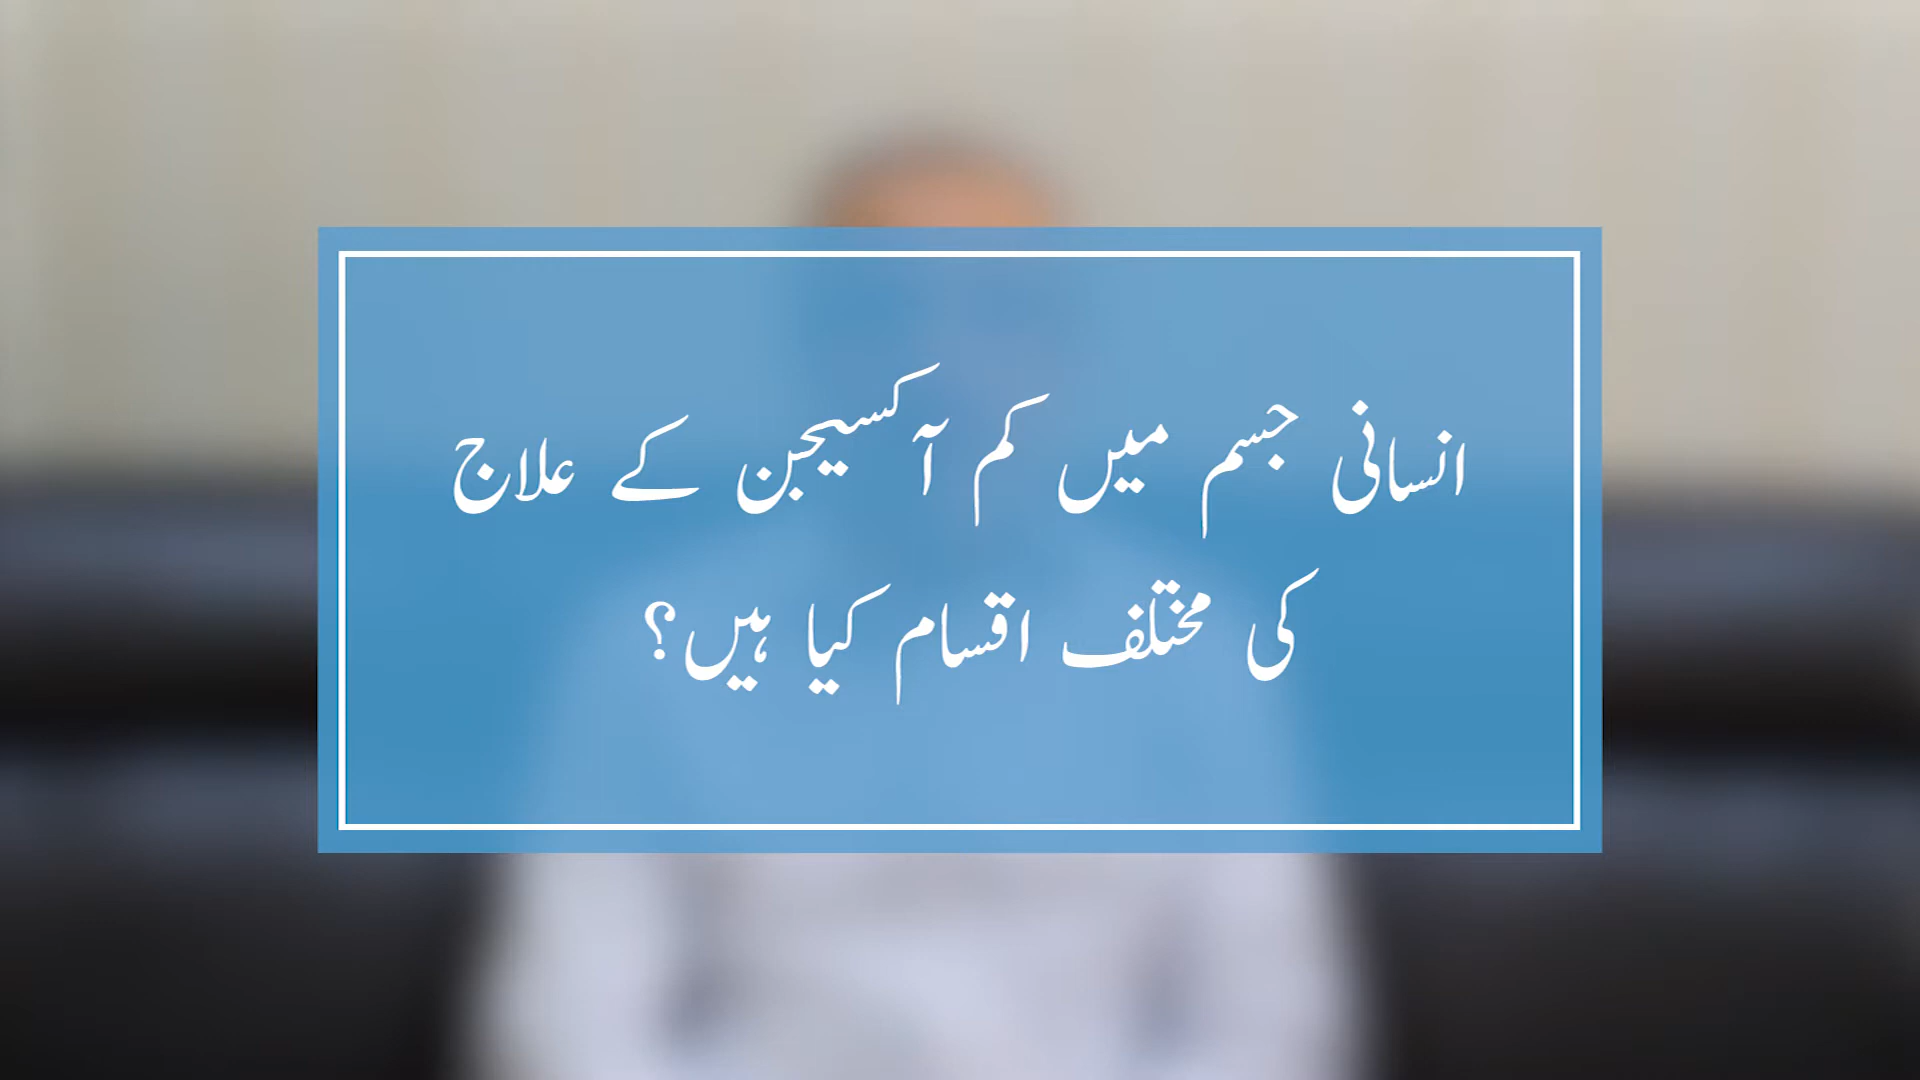 انسانی جسم میں کم آکسیجن کے علاج
کی مختلف اقسام کیا ہیں؟